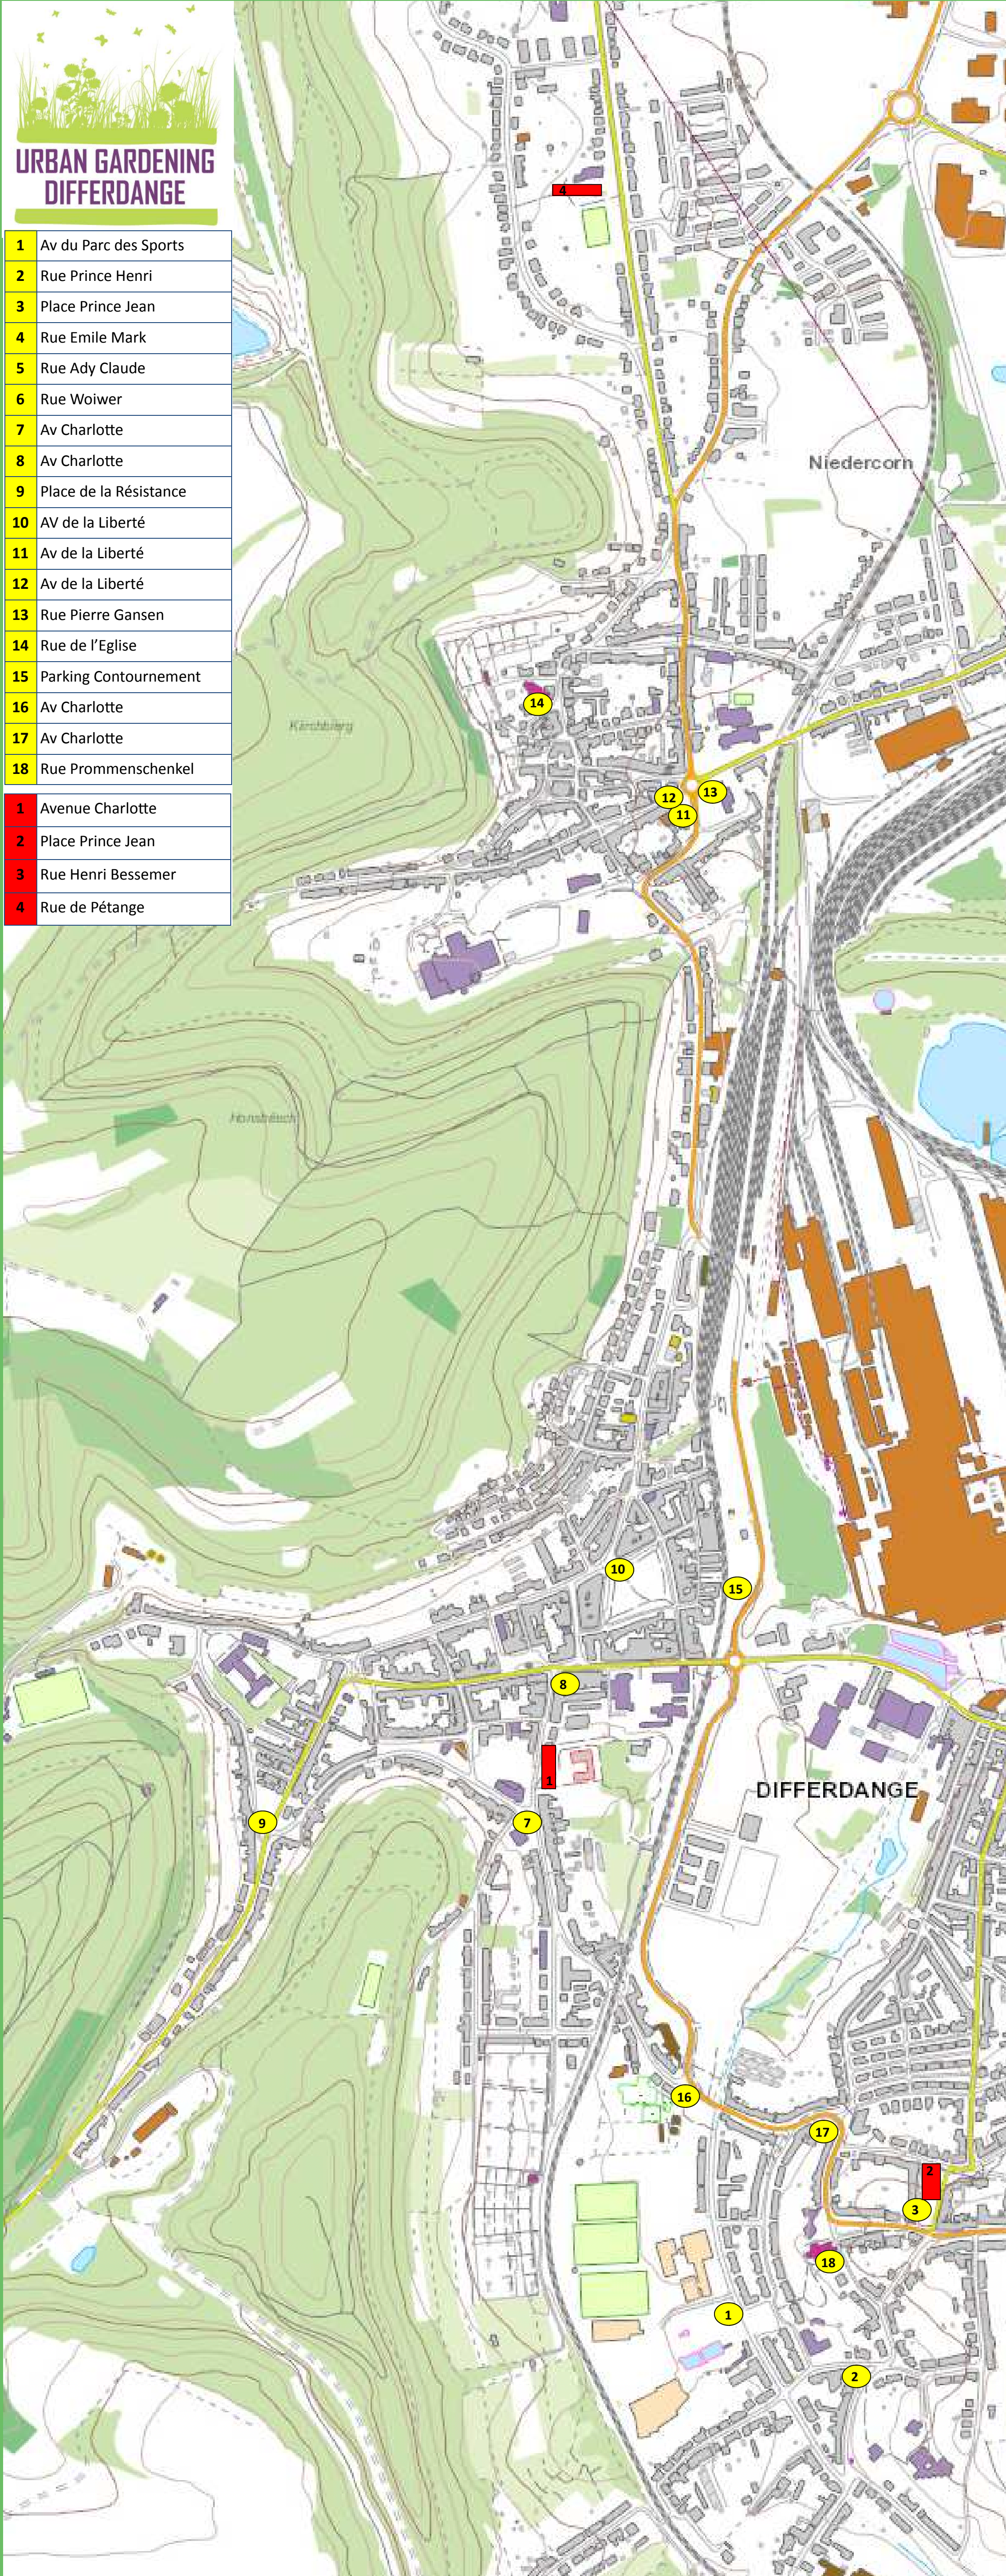 URBAN GARDENING
DIFFERDANGE
1 Av du Parc des Sports
2 Rue Prince Henri
3 Place Prince Jean
4 Rue Emile Mark
5 Rue Ady Claude
6 Rue Woiwer
7 Av Charlotte
8 Av Charlotte
9 Place de la Résistance
10 AV de la Liberté
11 Av de la Liberté
12 Av de la Liberté
13 Rue Pierre Gansen
14 Rue de l’Eglise
15 Parking Contournement
16 Av Charlotte
17 Av Charlotte
18 Rue Prommenschenkel
1 Avenue Charlotte
2 Place Prince Jean
3 Rue Henri Bessemer
4 Rue de Pétange
4
Niedercorn
14
Kirchbierg
12
13
11
10
15
8
1
DIFFERDANGE
9
7
16
17
2
3
18
1
2